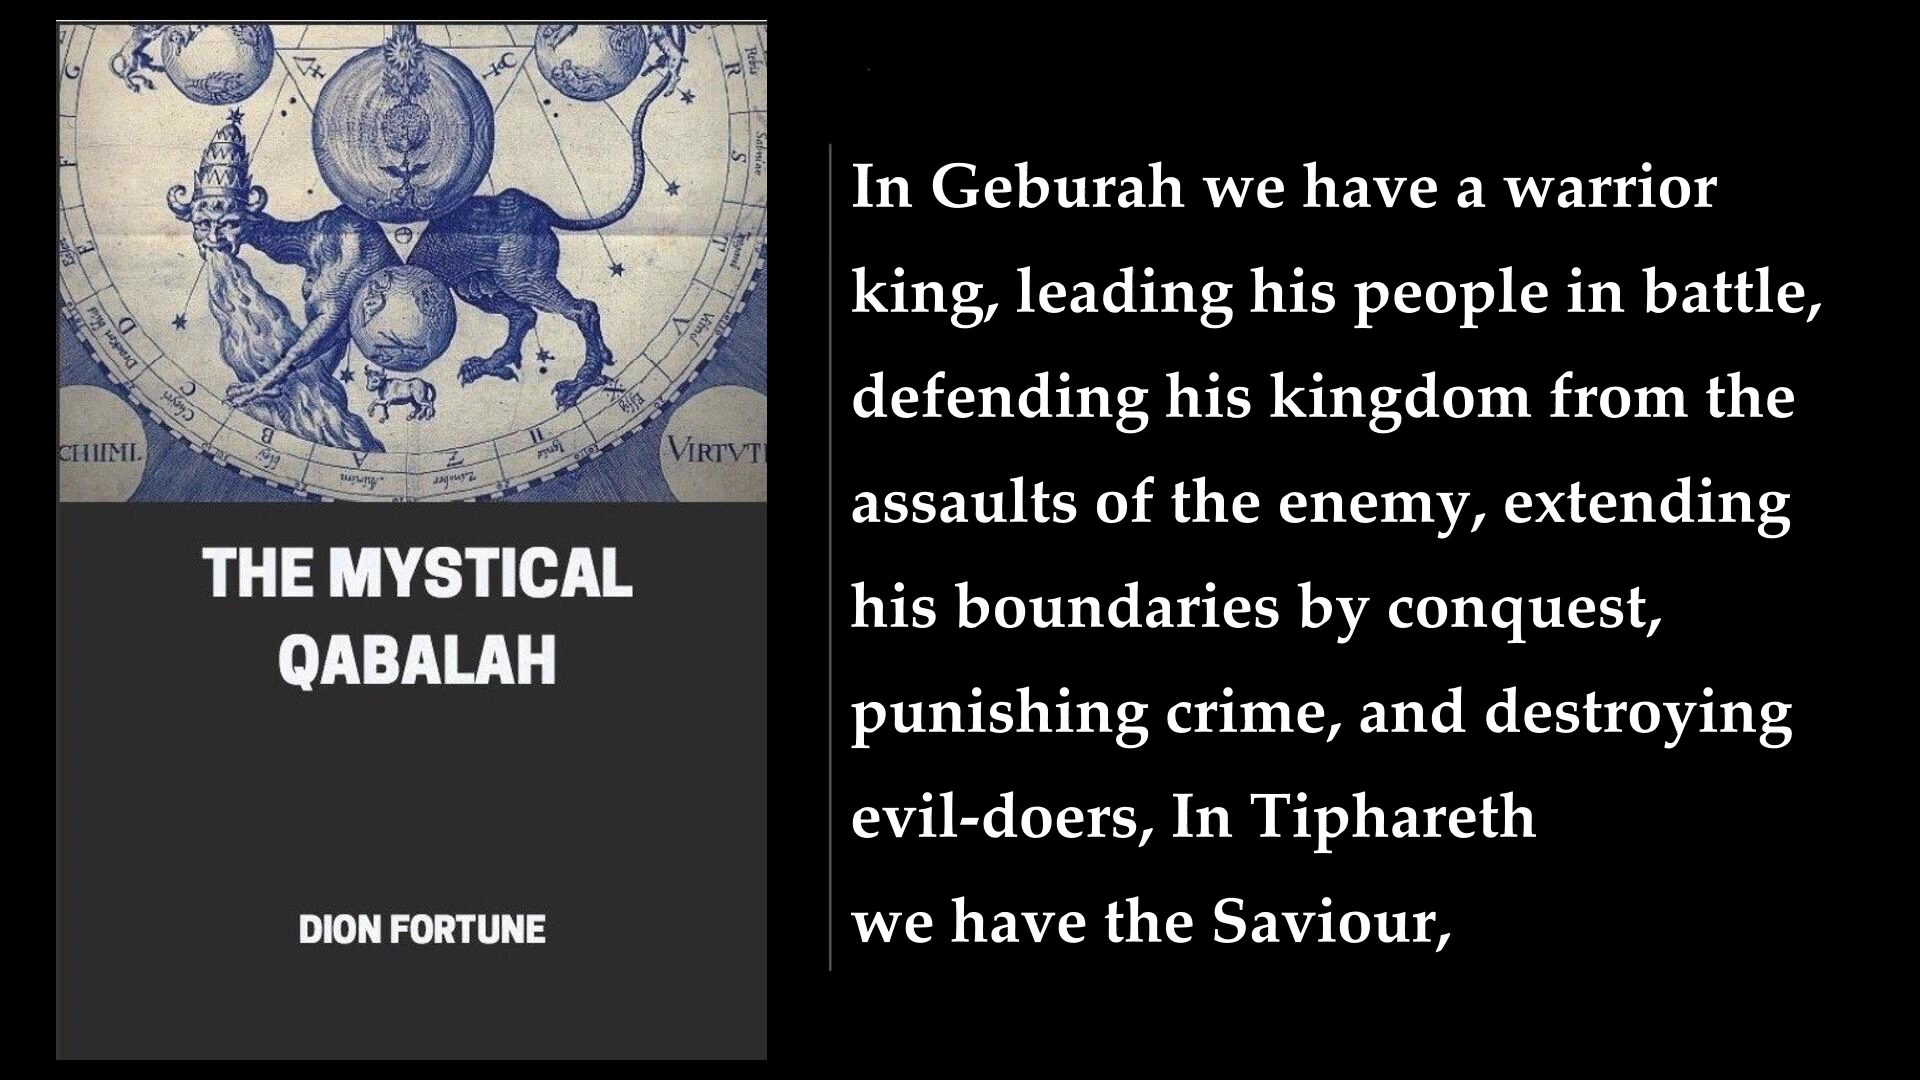 THE MYSTICAL
QABALAH
DION FORTUNE
CHIIMI.
VIRTVTI
In Geburah we have a warrior
king, leading his people in battle,
defending his kingdom from the
assaults of the enemy, extending
his boundaries by conquest,
punishing crime, and destroying
evil-doers, In Tiphareth
we have the Saviour,